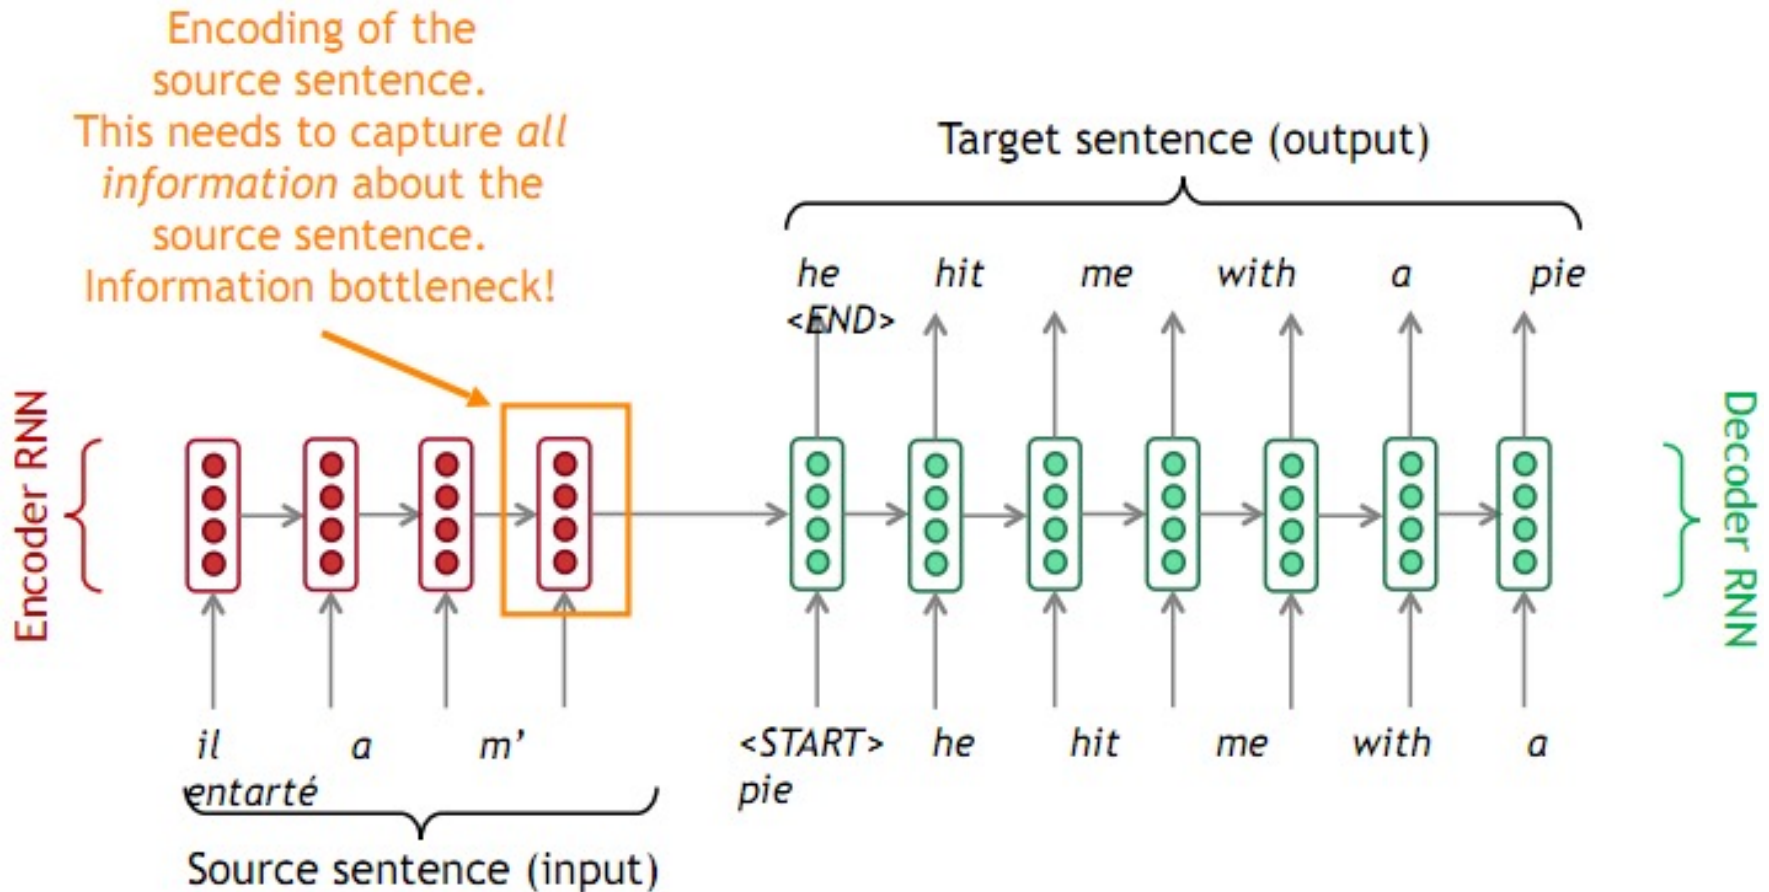 Encoding of the
source sentence.
This needs to capture all
information about the
source sentence.
Information bottleneck!
Target sentence (output)
he hit me with a pie
<END>
Encoder RNN
Decoder RNN
il a m’
entarté
<START> he hit me with a
pie
Source sentence (input)